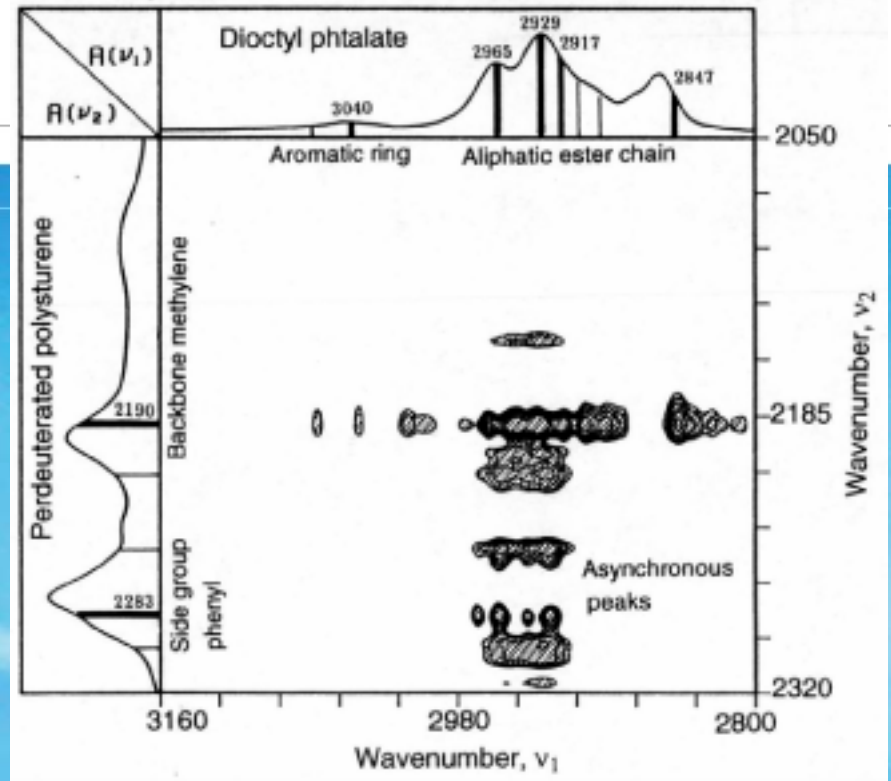 A(ν₁)
A(ν₂)
Dioctyl phtalate
3040
2965
2929
2917
2847
Aromatic ring
Aliphatic ester chain
2050
2185
2320
Wavenumber, ν₂
Perdeuterated polysturene
2190
Backbone methylene
2283
Side group
phenyl
Asynchronous
peaks
3160
2980
2800
Wavenumber, ν₁